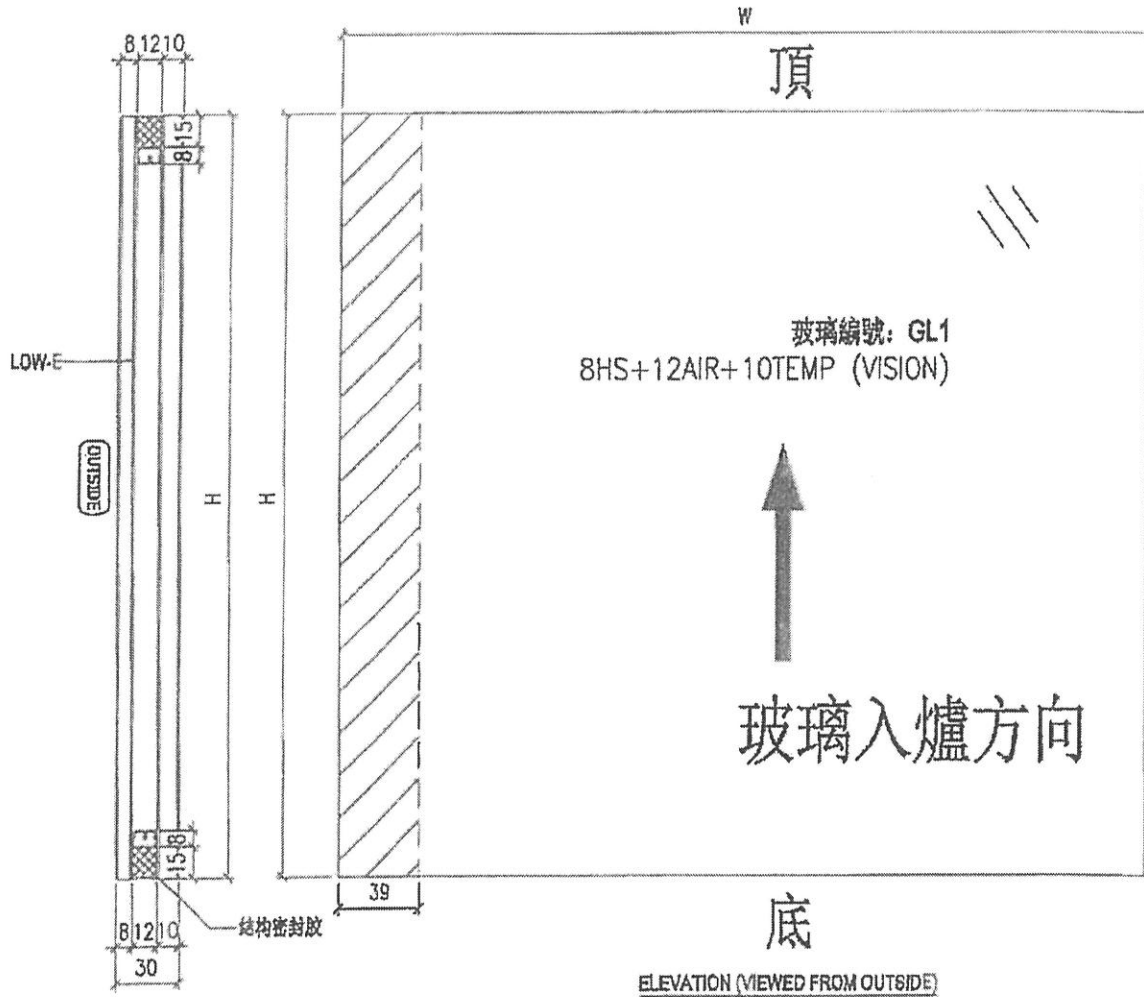 W
8 12 10
頂
15
8
玻璃編號: GL1
8HS+12AIR+10TEMP (VISION)
LOW-E
OUTSIDE
H
H
玻璃入爐方向
8
15
39
结构密封胶
8 12 10
30
底
ELEVATION (VIEWED FROM OUTSIDE)